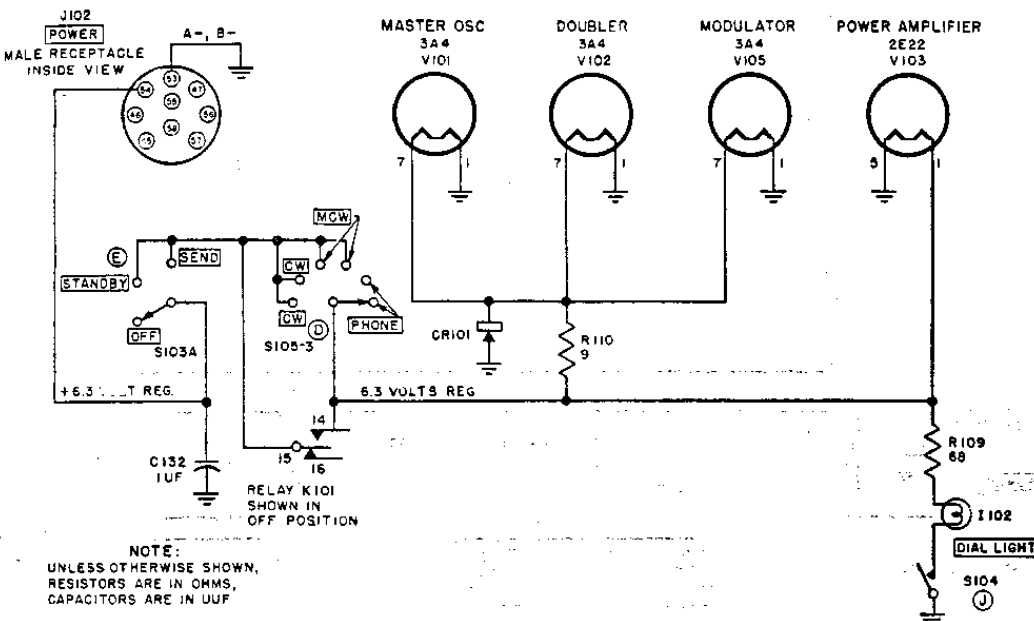 J102
POWER
MALE RECEPTACLE
INSIDE VIEW
A-, B-
53
54
47
55
46
56
58
45
57
MASTER OSC
3A4
V101
DOUBLER
3A4
V102
MODULATOR
3A4
V105
POWER AMPLIFIER
2E22
V103
7
1
7
1
7
1
5
1
MCW
E
SEND
STANDBY
CW
CW
D
PHONE
OFF
S103A
S105-3
CR101
R110
9
+6.3 REG.
6.3 VOLTS REG
14
15
16
C132
1UF
RELAY K101
SHOWN IN
OFF POSITION
R109
68
I102
DIAL LIGHT
S104
J
NOTE:
UNLESS OTHERWISE SHOWN,
RESISTORS ARE IN OHMS,
CAPACITORS ARE IN UUF